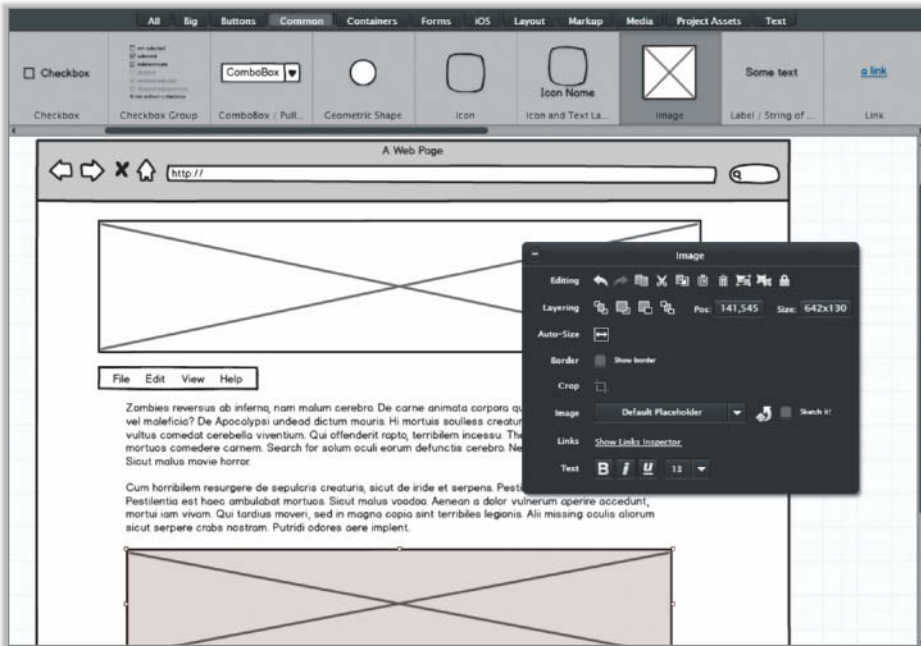 All Big Buttons Common Containers Forms iOS Layout Markup Media Project Assets Text
Checkbox
not selected
selected
indeterminate
disabled
ComboBox
Icon Name
Some text
a link
Checkbox Checkbox Group ComboBox / Pull... Geometric Shape Icon Icon and Text La... Image Label / String of ... Link
A Web Page
http://
Image
Editing
Layering Pos: 141,545 Size: 642x130
Auto-Size
Border Show border
Crop
Image Default Placeholder Sketch it!
Links Show Links Inspector
Text B i u 13
File Edit View Help
Zombies reversus ab inferno, nam malum cerebro. De carne animata corpora qu
vel maleficia? De Apocalypsi undead dictum mauris. Hi mortuis soulless creatur
vultus comedat cerebella viventium. Qui offenderit rapto, terribilem incessu. The
mortuos comedere carnem. Search for solum oculi eorum defunctis cerebro. Ne
Sicut malus movie horror.
Cum horribilem resurgere de sepulcris creaturis, sicut de iride et serpens. Pesti
Pestilentia est haec ambulabat mortuos. Sicut malus voodoo. Aenean a dolor vulnerum aperire accedunt,
mortui iam vivam. Qui tardius moveri, sed in magna copia sint terribiles legionis. Alii missing oculis aliorum
sicut serpere crabs nostram. Putridi odores aere implent.